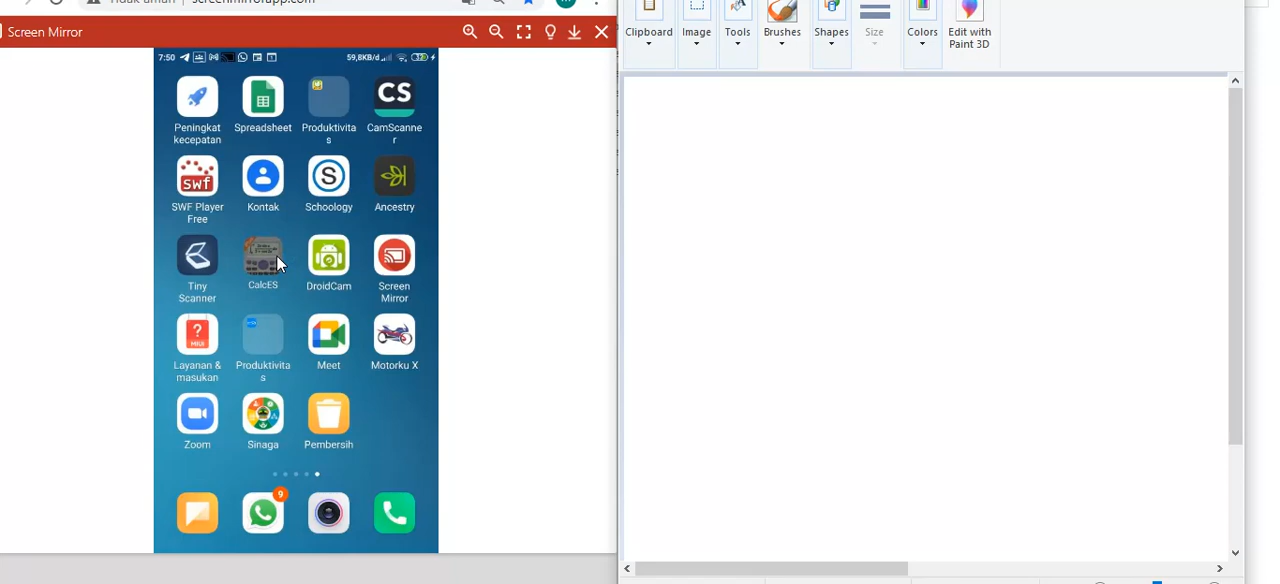 Screen Mirror
7:50
59,8KB/d
Peningkat
kecepatan
Spreadsheet
Produktivita
s
CS
CamScanne
r
swf
SWF Player
Free
Kontak
S
Schoology
Ancestry
Tiny
Scanner
CalcES
DroidCam
Screen
Mirror
?
MIUI
Layanan &
masukan
Produktivita
s
Meet
Motorku X
Zoom
Sinaga
Pembersih
9
Clipboard
Image
Tools
Brushes
Shapes
Size
Colors
Edit with
Paint 3D